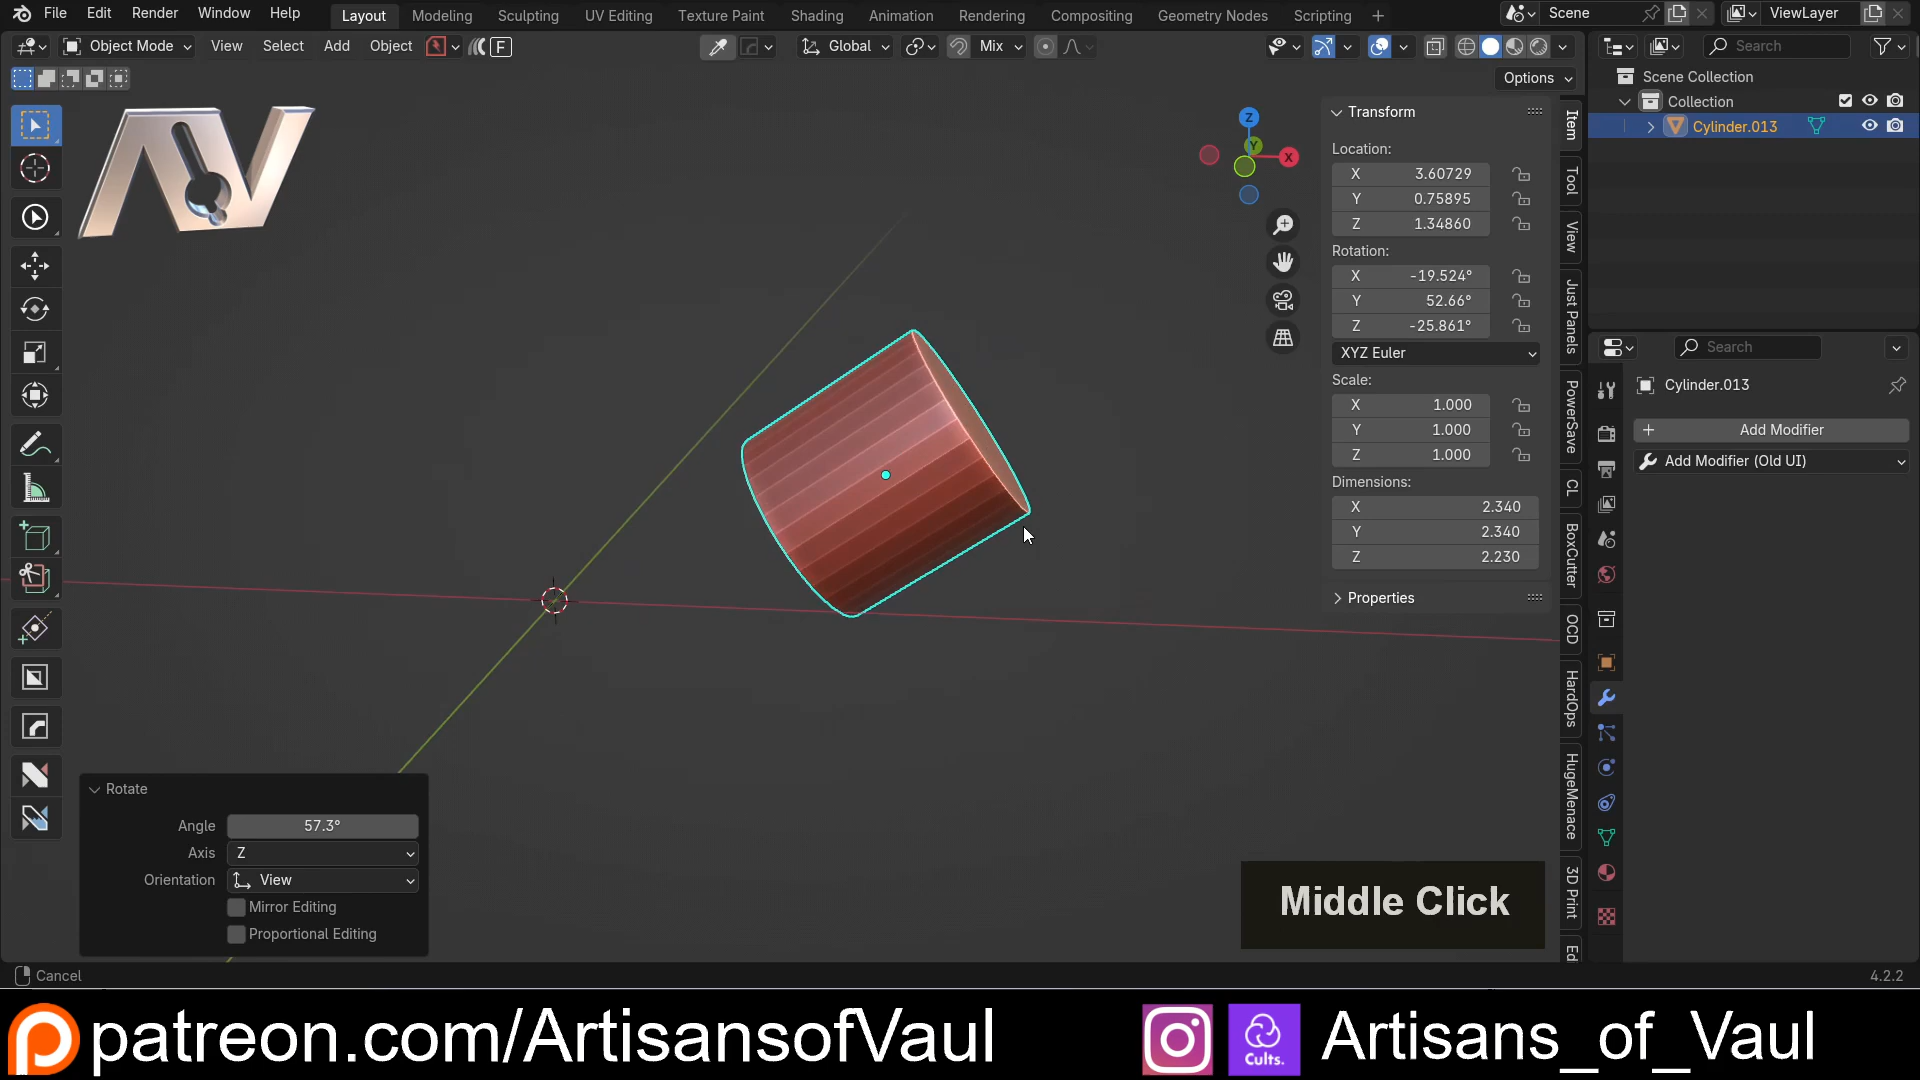 File Edit Render Window Help Layout Modeling Sculpting UV Editing Texture Paint Shading Animation Rendering Compositing Geometry Nodes Scripting + Scene ViewLayer
Object Mode View Select Add Object F Global Mix Search
Options
Scene Collection
Collection
Cylinder.013
AV
Z
Y
X
Transform
Location:
X 3.60729
Y 0.75895
Z 1.34860
Rotation:
X -19.524°
Y 52.66°
Z -25.861°
XYZ Euler
Scale:
X 1.000
Y 1.000
Z 1.000
Dimensions:
X 2.340
Y 2.340
Z 2.230
Properties
Item
Tool
View
Just Panels
PowerSave
CL
BoxCutter
OCD
HardOps
HugeMenace
3D Print
Ed
Search
Cylinder.013
+ Add Modifier
Add Modifier (Old UI)
Rotate
Angle 57.3°
Axis Z
Orientation View
Mirror Editing
Proportional Editing
Middle Click
Cancel
4.2.2
patreon.com/ArtisansofVaul
Cults.
Artisans_of_Vaul